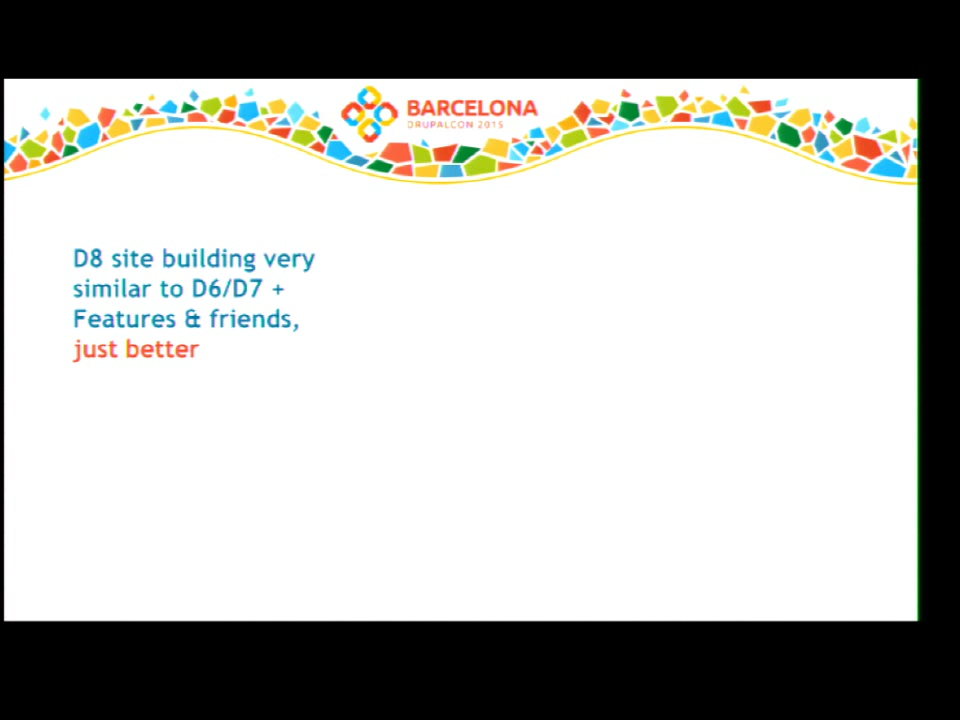 BARCELONA
DRUPALCON 2015
D8 site building very
similar to D6/D7 +
Features & friends,
just better